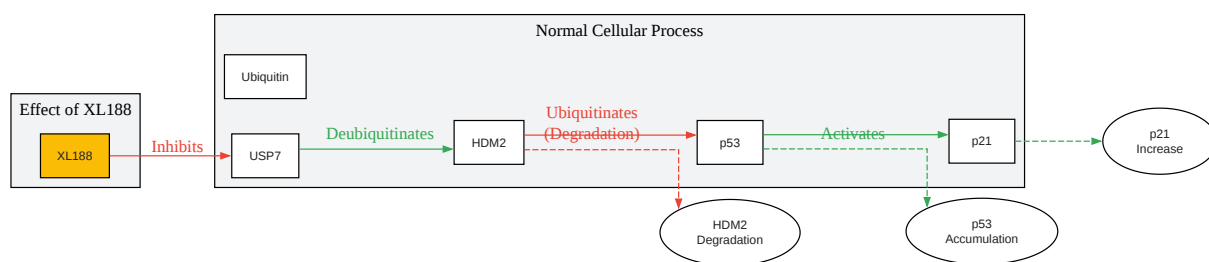 Normal Cellular Process
Ubiquitin
Effect of XL188
XL188
Inhibits
USP7
Deubiquitinates
HDM2
Ubiquitinates
(Degradation)
p53
Activates
p21
p21
Increase
HDM2
Degradation
p53
Accumulation